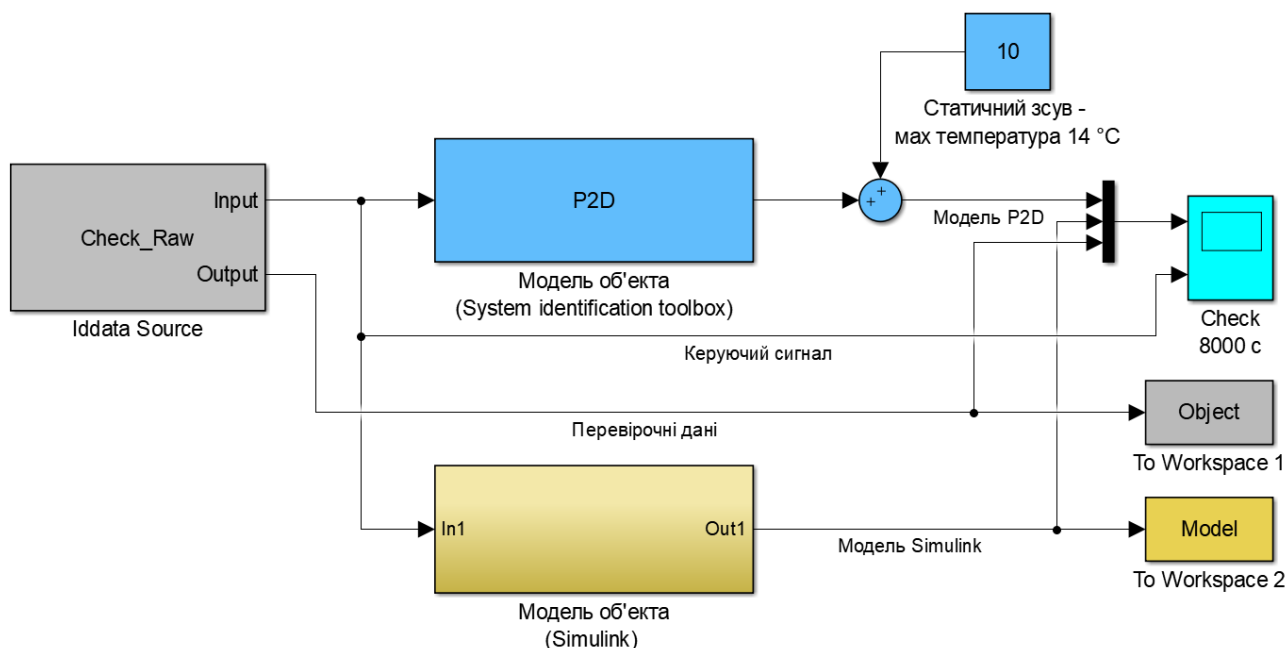 10
Статичний зсув -
мах температура 14 °C
Input
P2D
+
+
Check_Raw
Модель P2D
Output
Модель об'екта
(System identification toolbox)
Iddata Source
Check
8000 с
Керуючий сигнал
Object
Перевірочні дані
To Workspace 1
In1
Out1
Model
Модель Simulink
To Workspace 2
Модель об'екта
(Simulink)